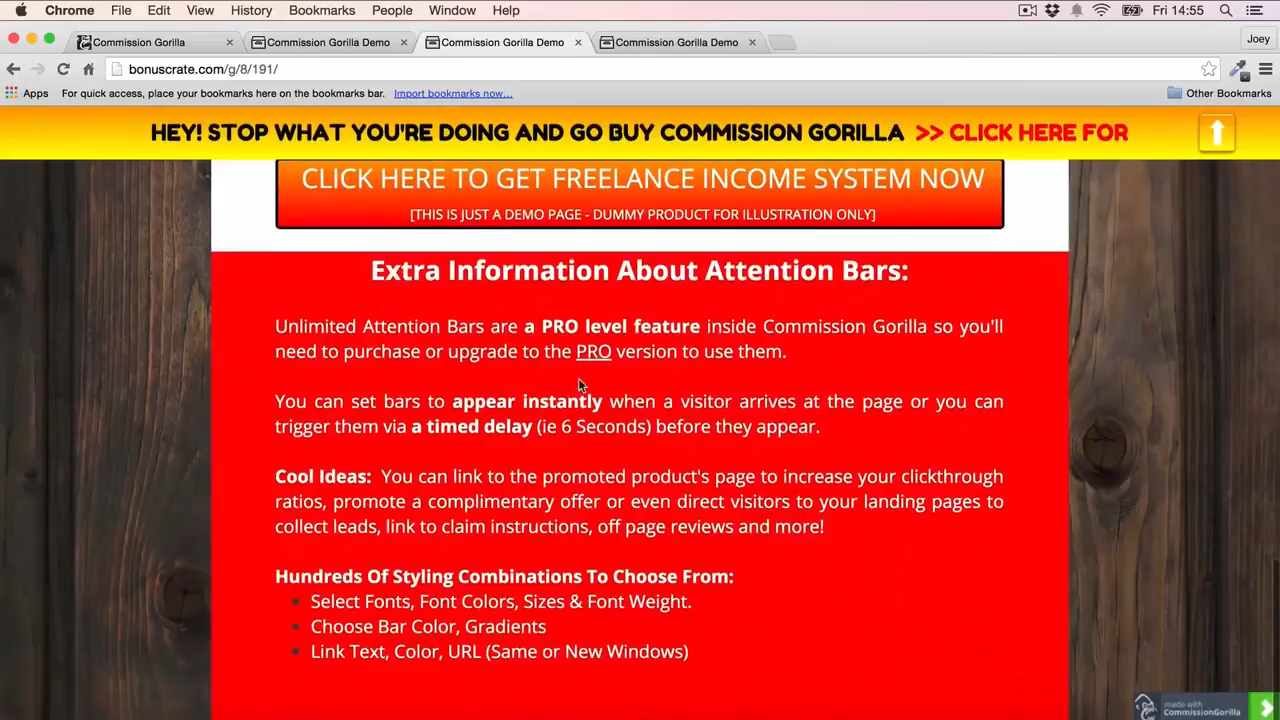 Chrome File Edit View History Bookmarks People Window Help Fri 14:55
Commission Gorilla Commission Gorilla Demo Commission Gorilla Demo Commission Gorilla Demo Joey
bonuscrate.com/g/8/191/
Apps For quick access, place your bookmarks here on the bookmarks bar. Import bookmarks now... Other Bookmarks
HEY! STOP WHAT YOU'RE DOING AND GO BUY COMMISSION GORILLA >> CLICK HERE FOR
CLICK HERE TO GET FREELANCE INCOME SYSTEM NOW
[THIS IS JUST A DEMO PAGE - DUMMY PRODUCT FOR ILLUSTRATION ONLY]
Extra Information About Attention Bars:
Unlimited Attention Bars are a PRO level feature inside Commission Gorilla so you'll
need to purchase or upgrade to the PRO version to use them.
You can set bars to appear instantly when a visitor arrives at the page or you can
trigger them via a timed delay (ie 6 Seconds) before they appear.
Cool Ideas: You can link to the promoted product's page to increase your clickthrough
ratios, promote a complimentary offer or even direct visitors to your landing pages to
collect leads, link to claim instructions, off page reviews and more!
Hundreds Of Styling Combinations To Choose From:
Select Fonts, Font Colors, Sizes & Font Weight.
Choose Bar Color, Gradients
Link Text, Color, URL (Same or New Windows)
made with
CommissionGorilla